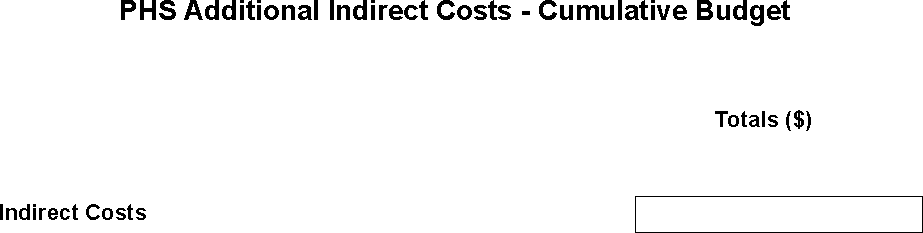 PHS Additional Indirect Costs - Cumulative Budget
Totals ($)
Indirect Costs